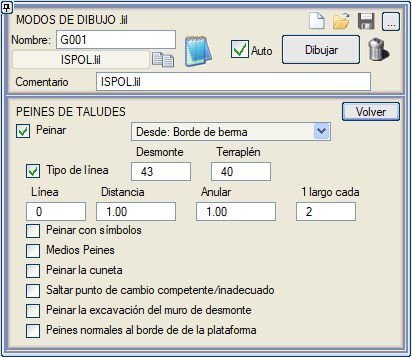 MODOS DE DIBUJO .lil
...
Nombre: G001
ISPOL.lil
Auto
Dibujar
Comentario ISPOL.lil
PEINES DE TALUDES
Volver
Peinar
Desde: Borde de berma
Desmonte Terraplén
Tipo de línea 43 40
Línea Distancia Anular 1 largo cada
0 1.00 1.00 2
Peinar con símbolos
Medios Peines
Peinar la cuneta
Saltar punto de cambio competente/inadecuado
Peinar la excavación del muro de desmonte
Peines normales al borde de de la plataforma